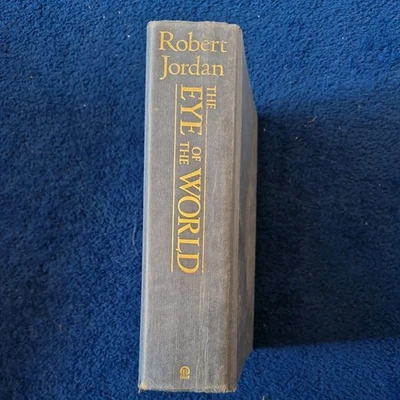 Robert
Jordan
THE
EYE OF
THE WORLD